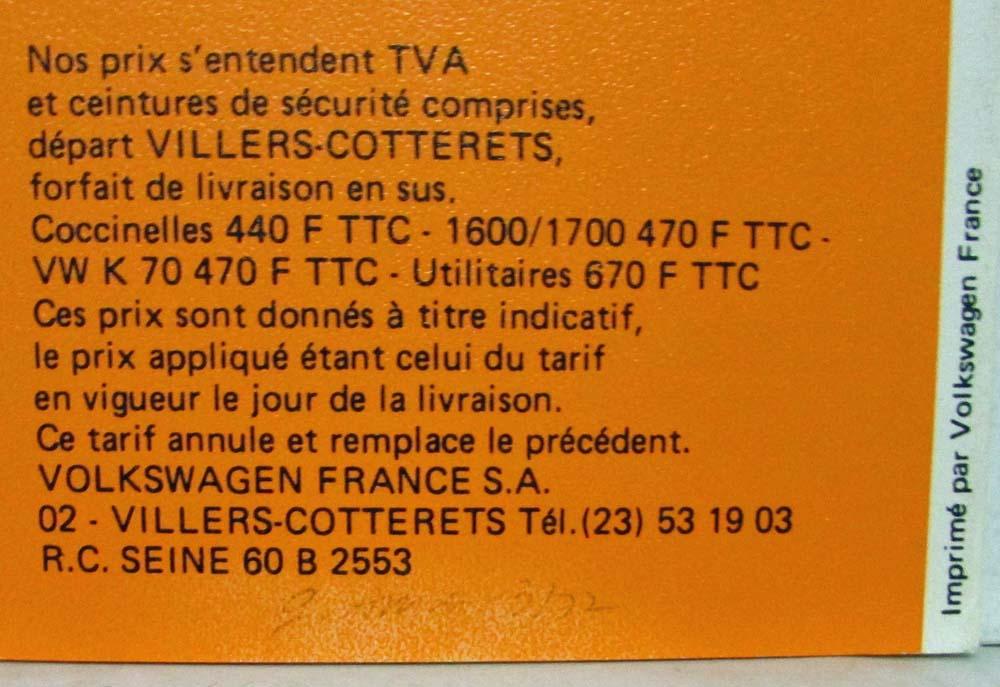 Nos prix s'entendent TVA
et ceintures de sécurité comprises,
départ VILLERS-COTTERETS,
forfait de livraison en sus.
Coccinelles 440 F TTC - 1600/1700 470 F TTC -
VW K 70 470 F TTC - Utilitaires 670 F TTC
Ces prix sont donnés à titre indicatif,
le prix appliqué étant celui du tarif
en vigueur le jour de la livraison.
Ce tarif annule et remplace le précédent.
VOLKSWAGEN FRANCE S.A.
02 - VILLERS-COTTERETS Tél.(23) 53 19 03
R.C. SEINE 60 B 2553
Imprimé par Volkswagen France